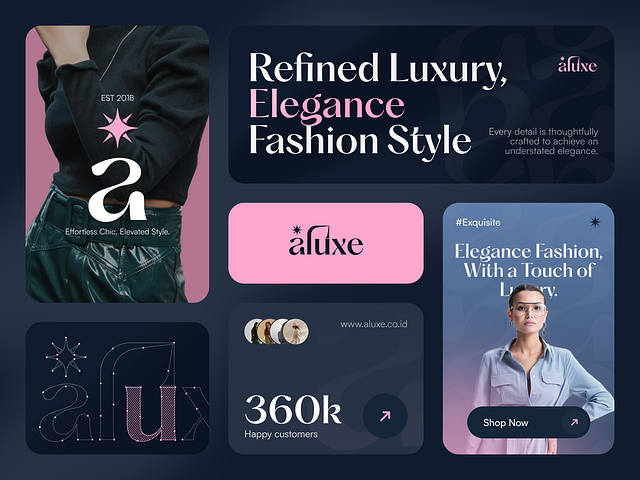 EST 2018
a
Effortless Chic, Elevated Style.
Refined Luxury,
Elegance
Fashion Style
aluxe
Every detail is thoughtfully
crafted to achieve an
understated elegance.
aluxe
#Exquisite
Elegance Fashion,
With a Touch of
Luxury.
Shop Now
www.aluxe.co.id
360k
Happy customers
alux